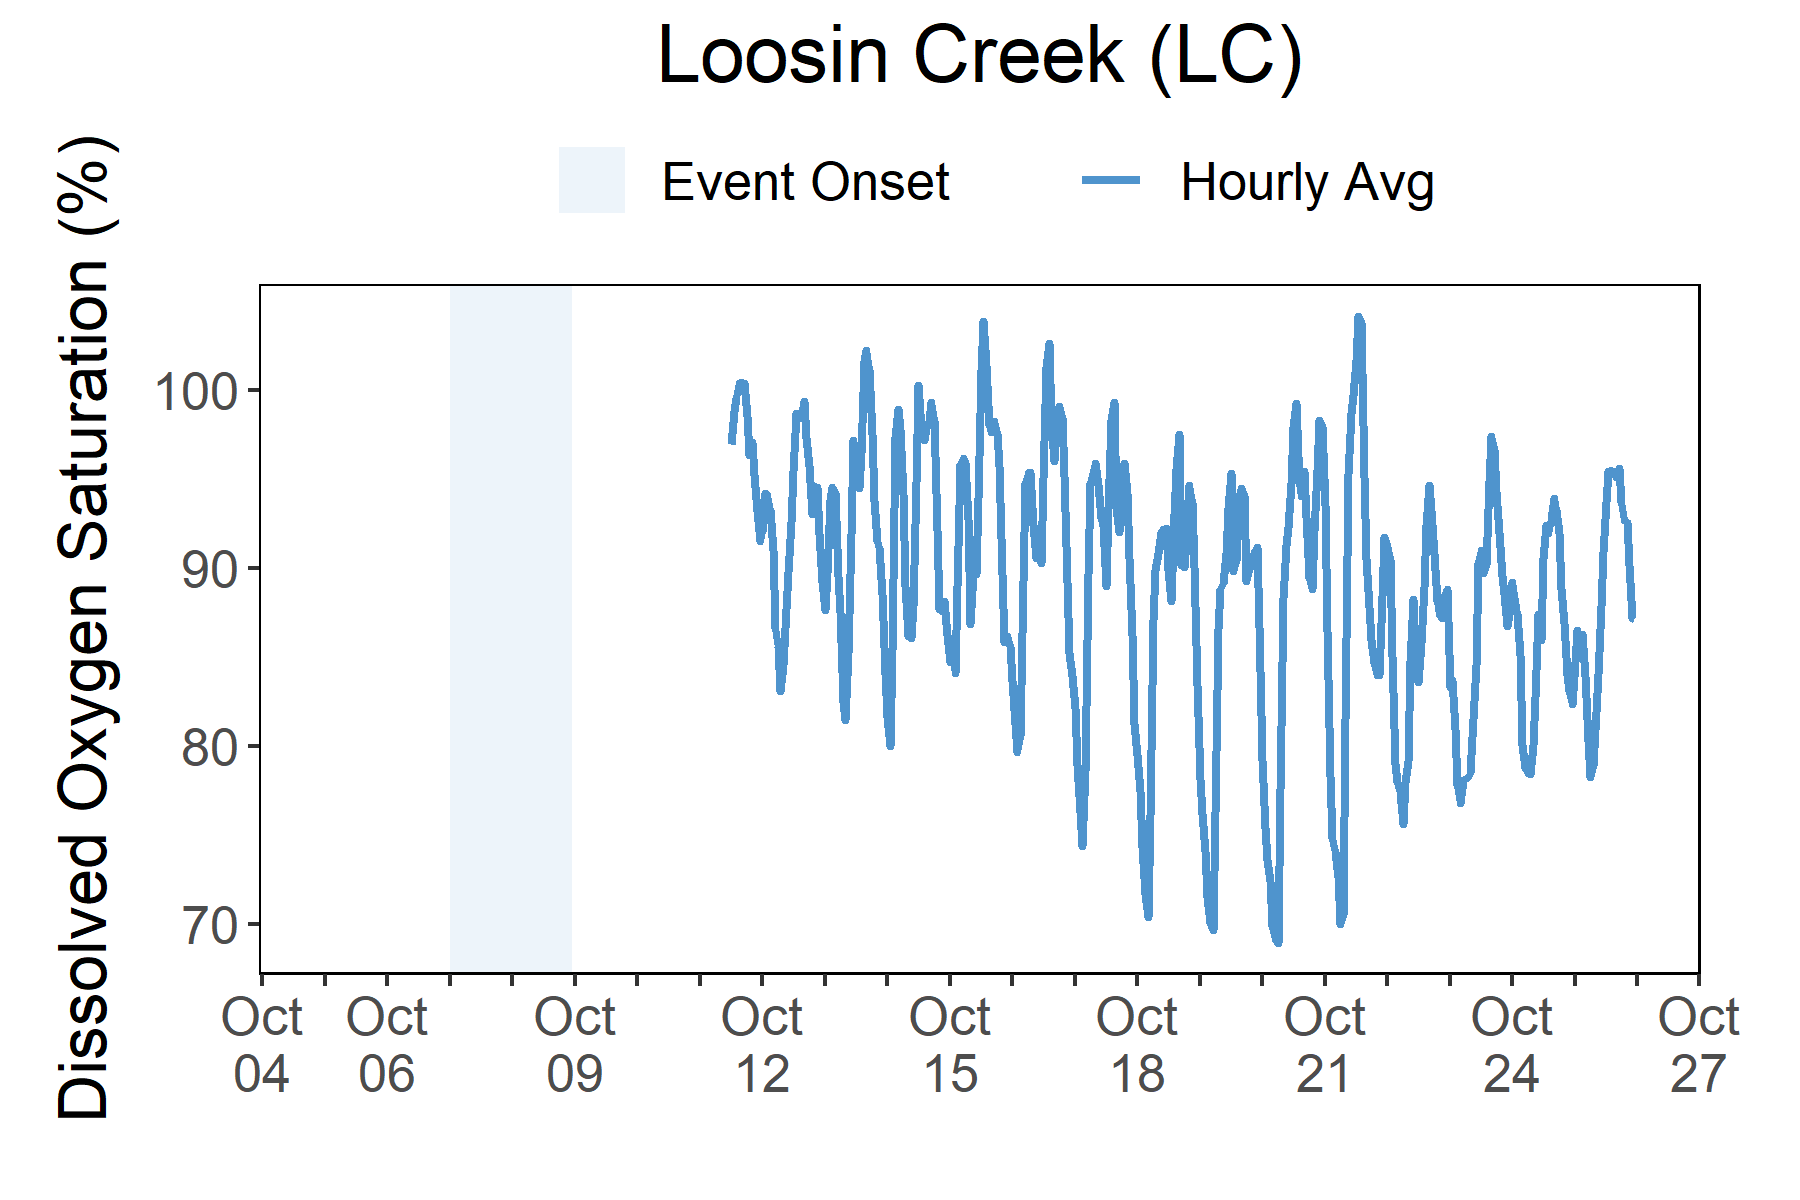 Loosin Creek (LC)
Event Onset
Hourly Avg
Dissolved Oxygen Saturation (%)
100
90
80
70
Oct 04
Oct 06
Oct 09
Oct 12
Oct 15
Oct 18
Oct 21
Oct 24
Oct 27